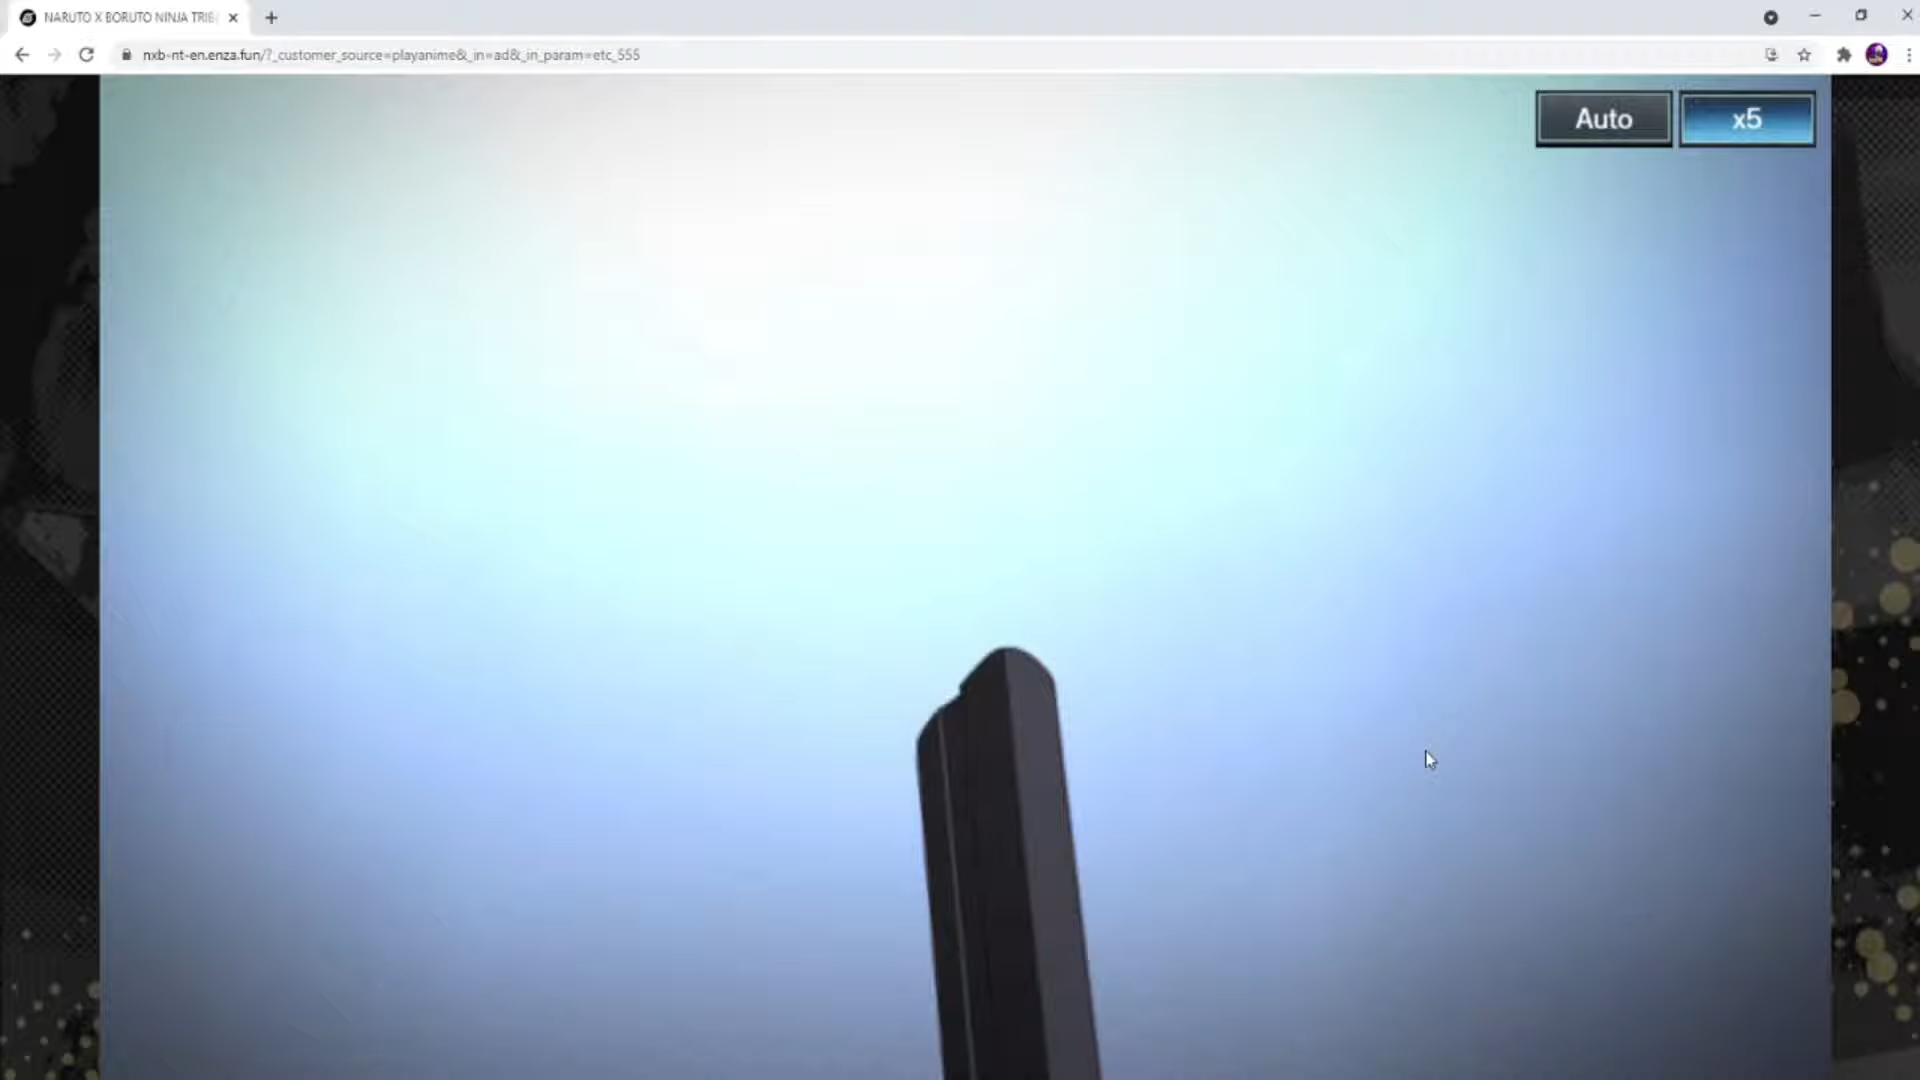 NARUTO X BORUTO NINJA TRIB
nxb-nt-en.enza.fun/?_customer_source=playanime&_in=ad&_in_param=etc_555
Auto
x5